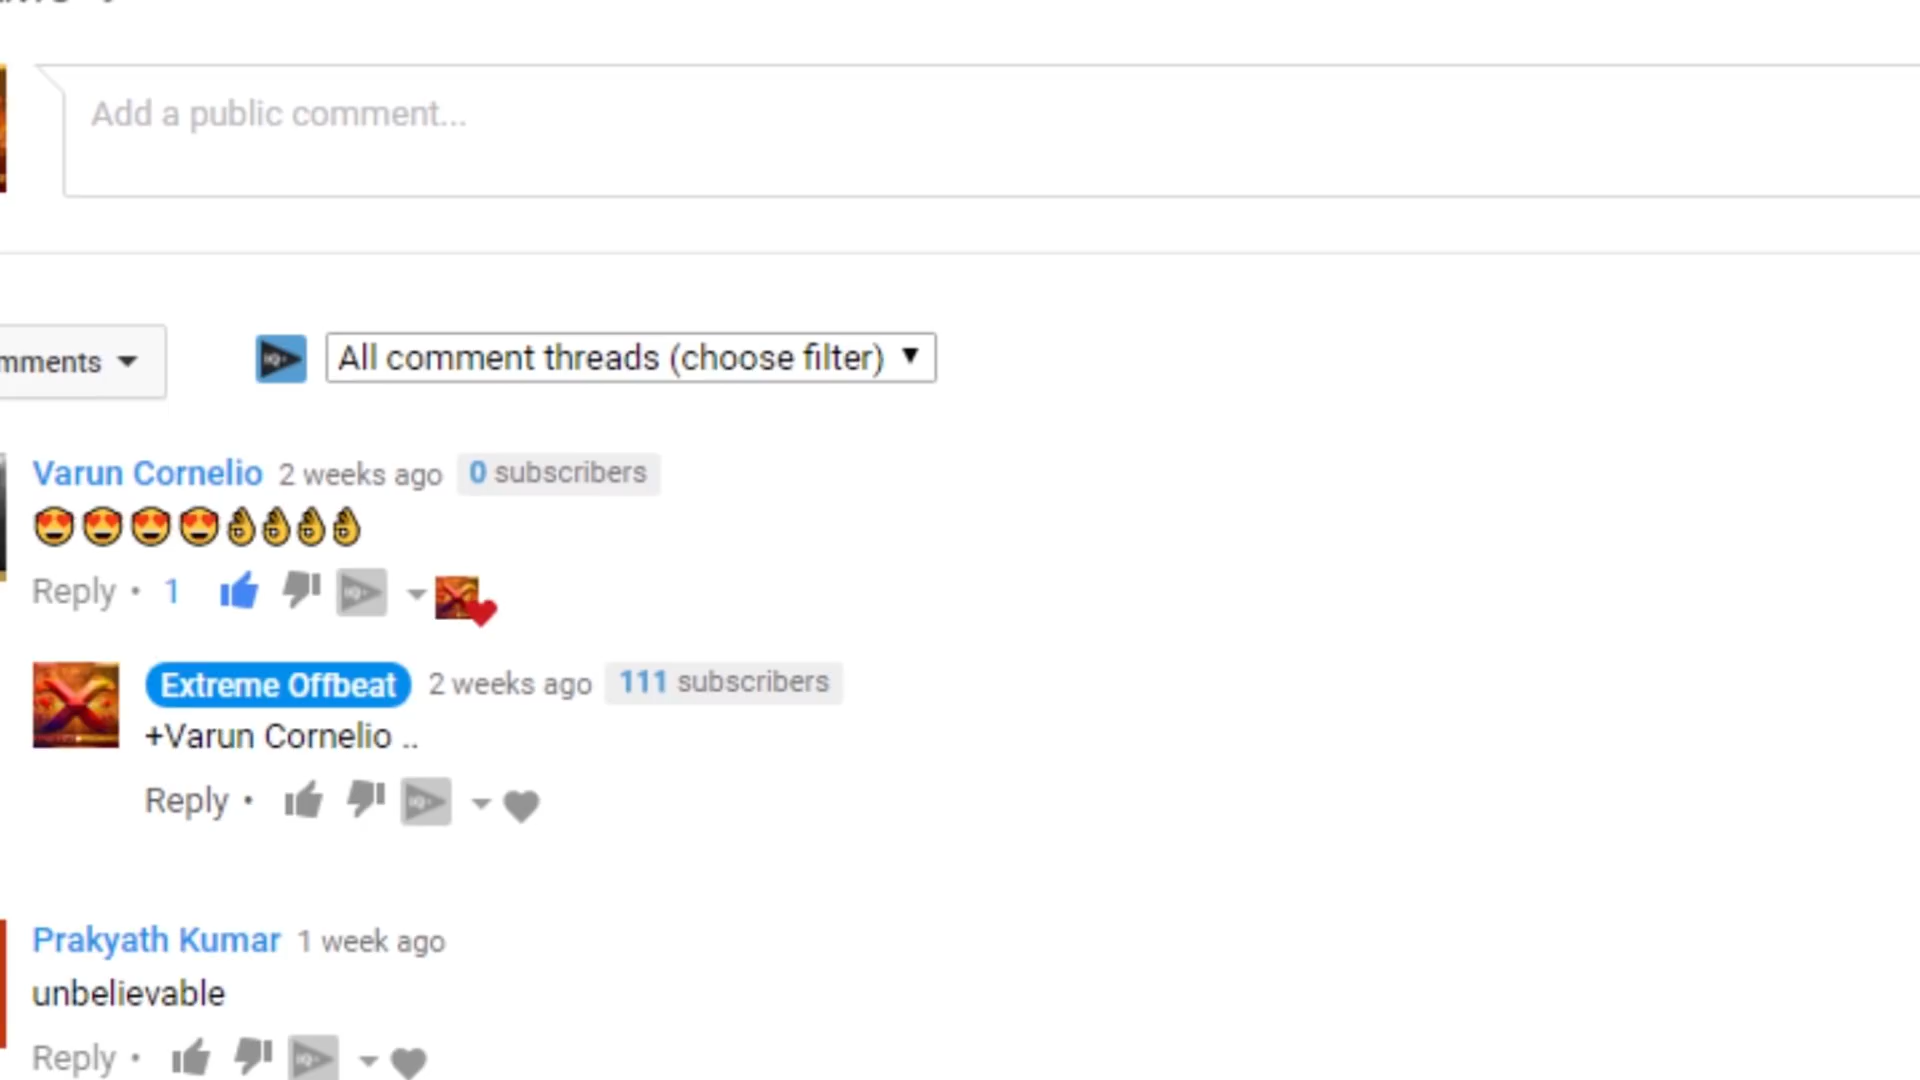 Add a public comment...
mments
All comment threads (choose filter)
Varun Cornelio 2 weeks ago 0 subscribers
😍😍😍😍👌👌👌👌
Reply • 1
Extreme Offbeat 2 weeks ago 111 subscribers
+Varun Cornelio ..
Reply •
Prakyath Kumar 1 week ago
unbelievable
Reply •